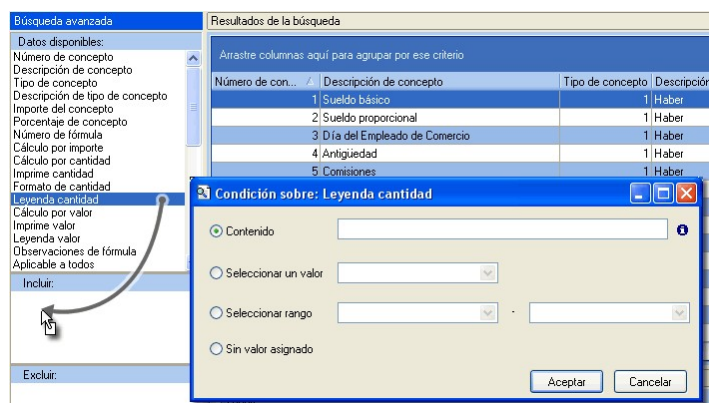 Búsqueda avanzada
Resultados de la búsqueda
Datos disponibles:
Número de concepto
Descripción de concepto
Tipo de concepto
Descripción de tipo de concepto
Importe del concepto
Porcentaje de concepto
Número de fórmula
Cálculo por importe
Cálculo por cantidad
Imprime cantidad
Formato de cantidad
Leyenda cantidad
Cálculo por valor
Imprime valor
Leyenda valor
Observaciones de fórmula
Aplicable a todos
Incluir:
Excluir:
Arrastre columnas aquí para agrupar por ese criterio
Número de con... Descripción de concepto Tipo de concepto Descripción
1 Sueldo básico 1 Haber
2 Sueldo proporcional 1 Haber
3 Día del Empleado de Comercio 1 Haber
4 Antigüedad 1 Haber
5 Comisiones 1 Haber
Condición sobre: Leyenda cantidad
Contenido
Seleccionar un valor
Seleccionar rango -
Sin valor asignado
Aceptar Cancelar